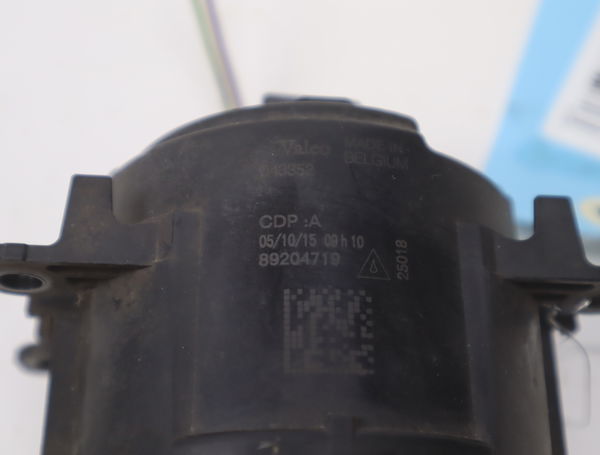 Valeo MADE IN
BELGIUM
CDP :A
05/10/15 09 h 10
89204719
25018